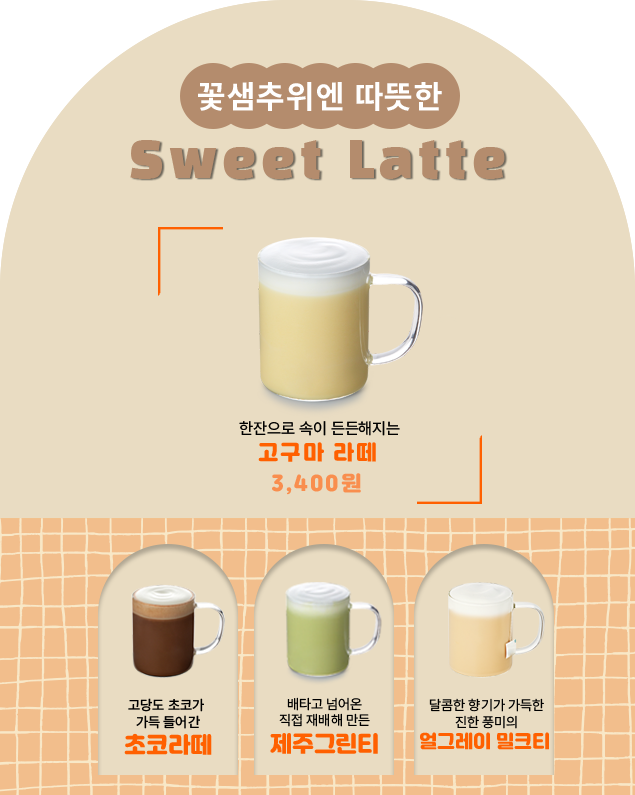 꽃샘추위엔 따뜻한
Sweet Latte
한잔으로 속이 든든해지는
고구마 라떼
3,400원
고당도 초코가
가득 들어간
초코라떼
배타고 넘어온
직접 재배해 만든
제주그린티
달콤한 향기가 가득한
진한 풍미의
얼그레이 밀크티